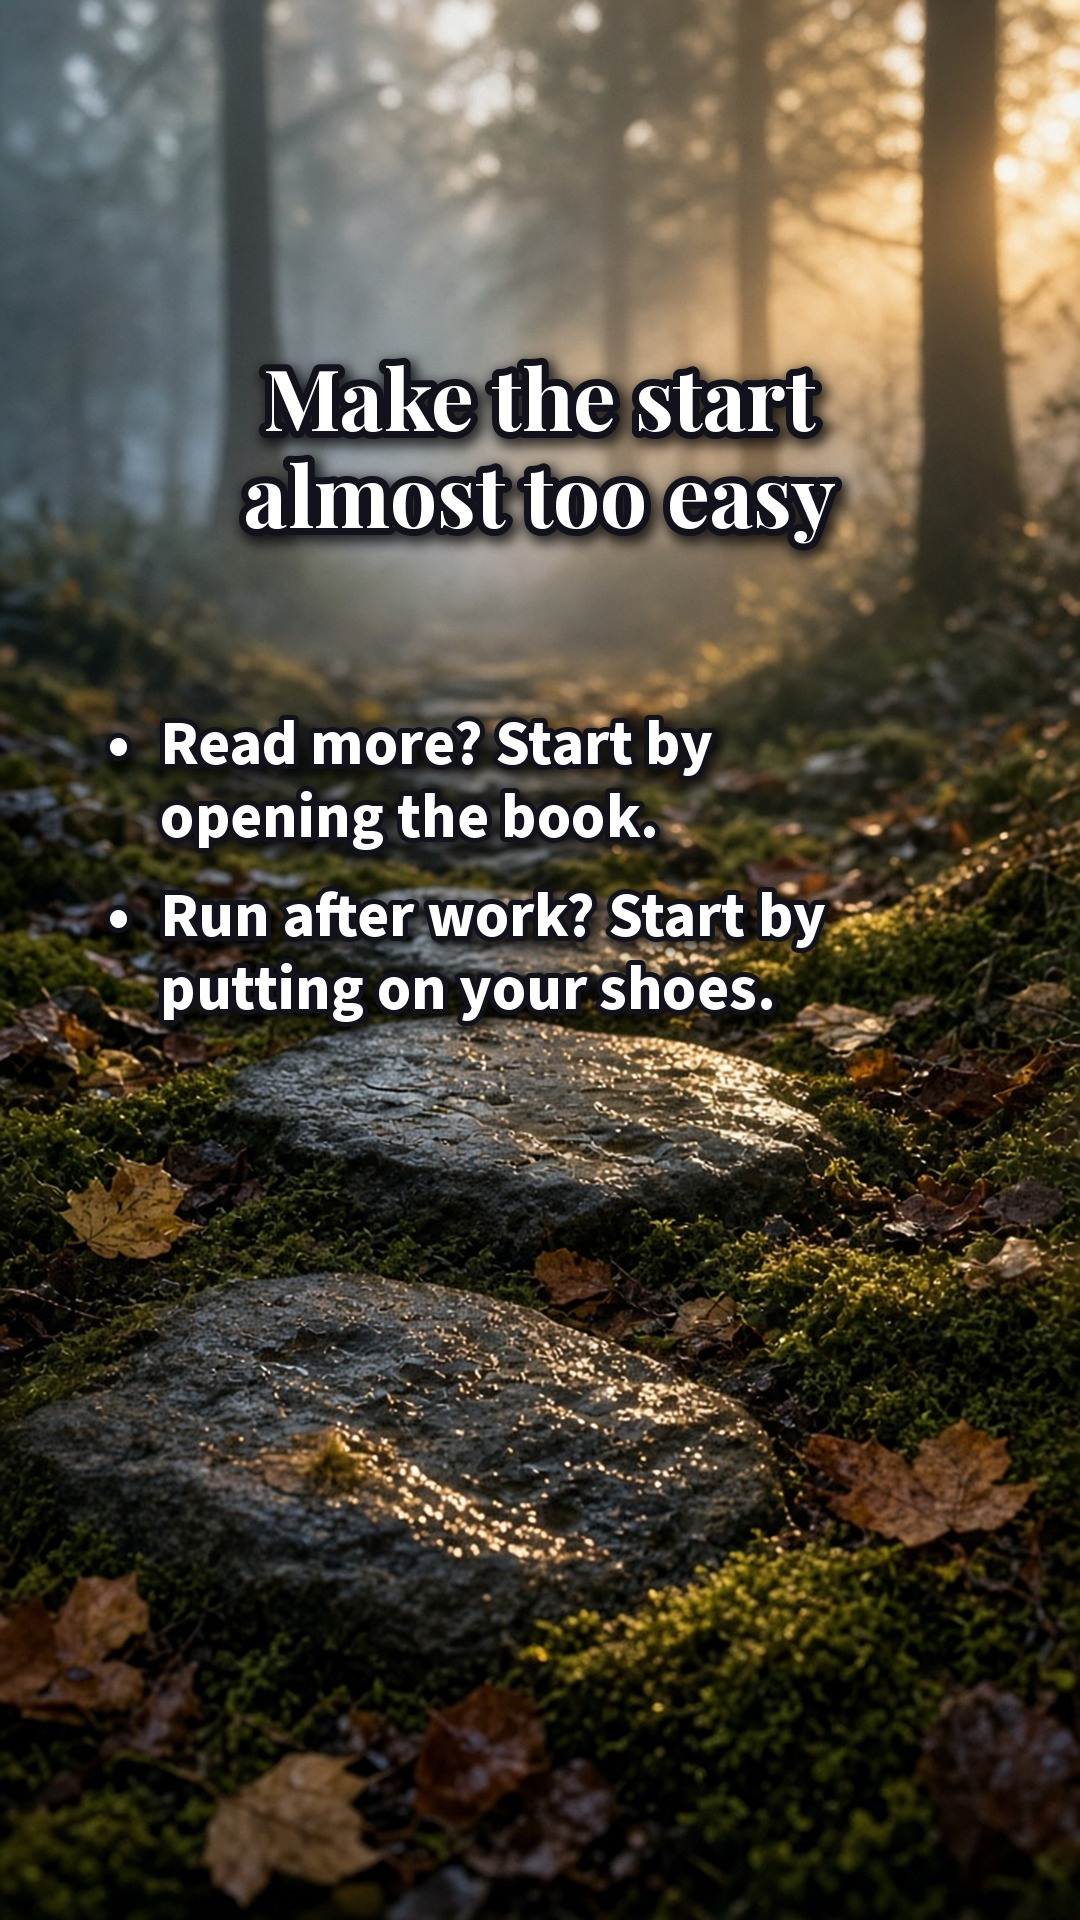 Make the start
almost too easy
• Read more? Start by
opening the book.
• Run after work? Start by
putting on your shoes.